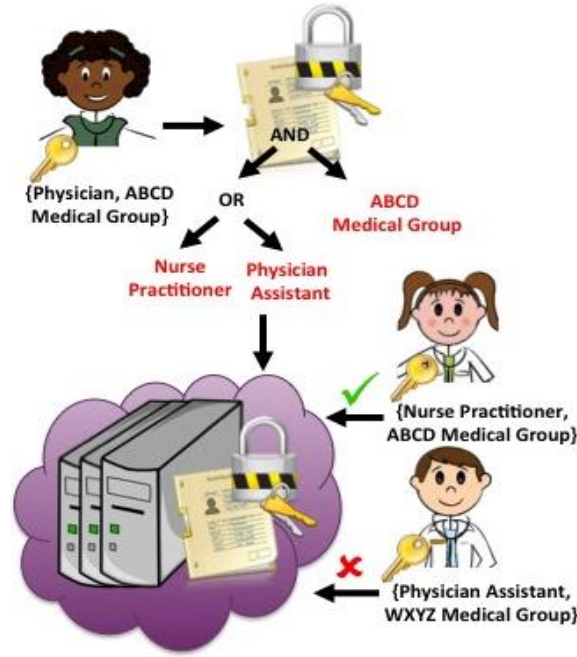 AND
{Physician, ABCD
Medical Group}
OR
ABCD
Medical Group
Nurse
Practitioner
Physician
Assistant
{Nurse Practitioner,
ABCD Medical Group}
{Physician Assistant,
WXYZ Medical Group}